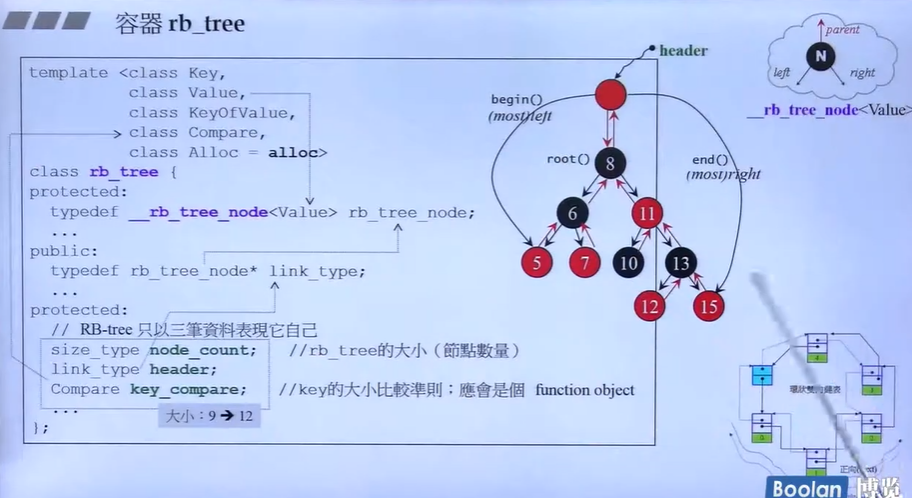 容器 rb_tree
template <class Key,
class Value,
class KeyOfValue,
class Compare,
class Alloc = alloc>
class rb_tree {
protected:
typedef __rb_tree_node<Value> rb_tree_node;
...
public:
typedef rb_tree_node* link_type;
...
protected:
// RB-tree 只以三筆資料表現它自己
size_type node_count; //rb_tree的大小（節點數量）
link_type header;
Compare key_compare; //key的大小比較準則；應會是個 function object
...
大小：9 → 12
};
header
begin()
(most)left
root()
end()
(most)right
8
6
11
5
7
10
13
12
15
parent
N
left
right
__rb_tree_node<Value>
環狀雙向鏈表
Boolan 博览